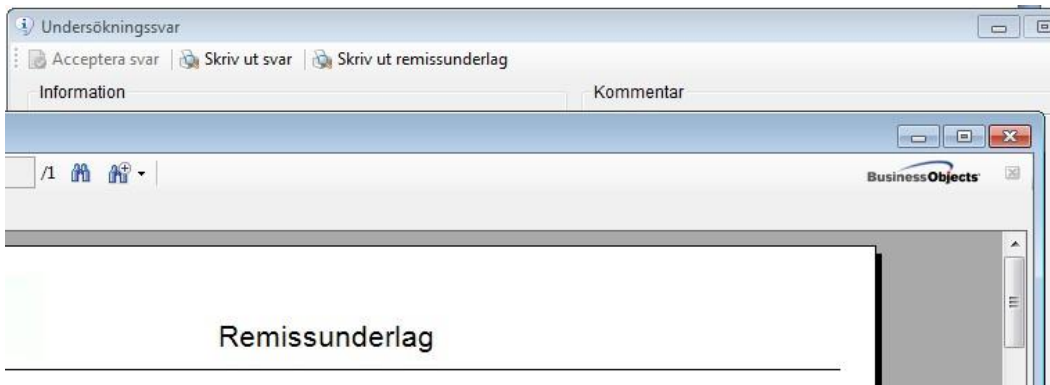 Undersökningssvar
Acceptera svar Skriv ut svar Skriv ut remissunderlag
Information Kommentar
/1
BusinessObjects
Remissunderlag